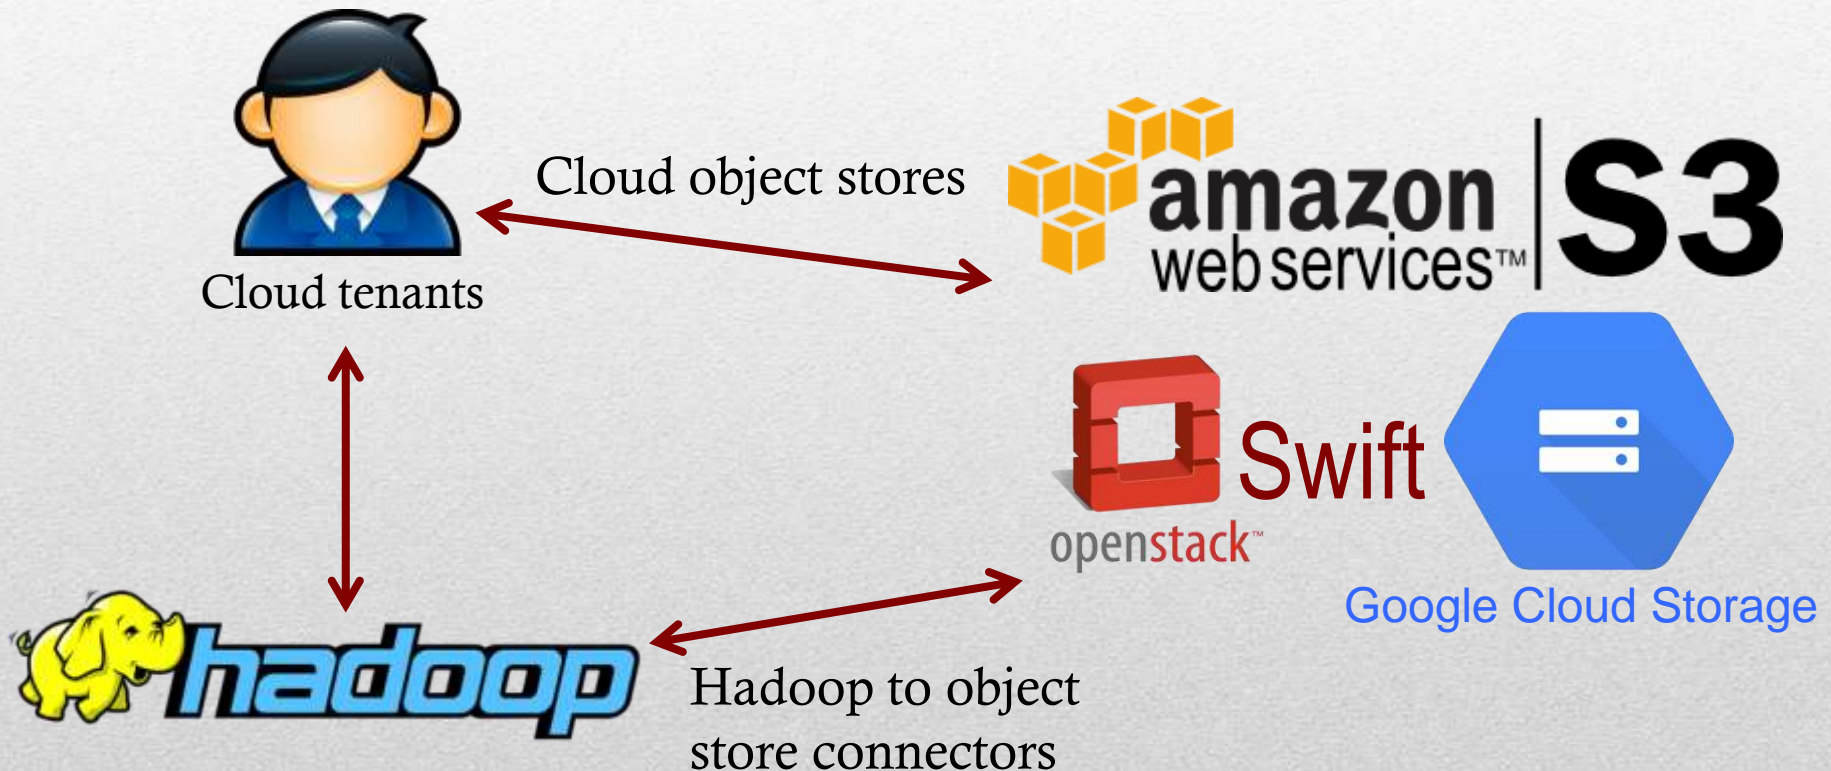 Cloud object stores
amazon
web services™
S3
Cloud tenants
Swift
openstack™
Google Cloud Storage
hadoop
Hadoop to object
store connectors